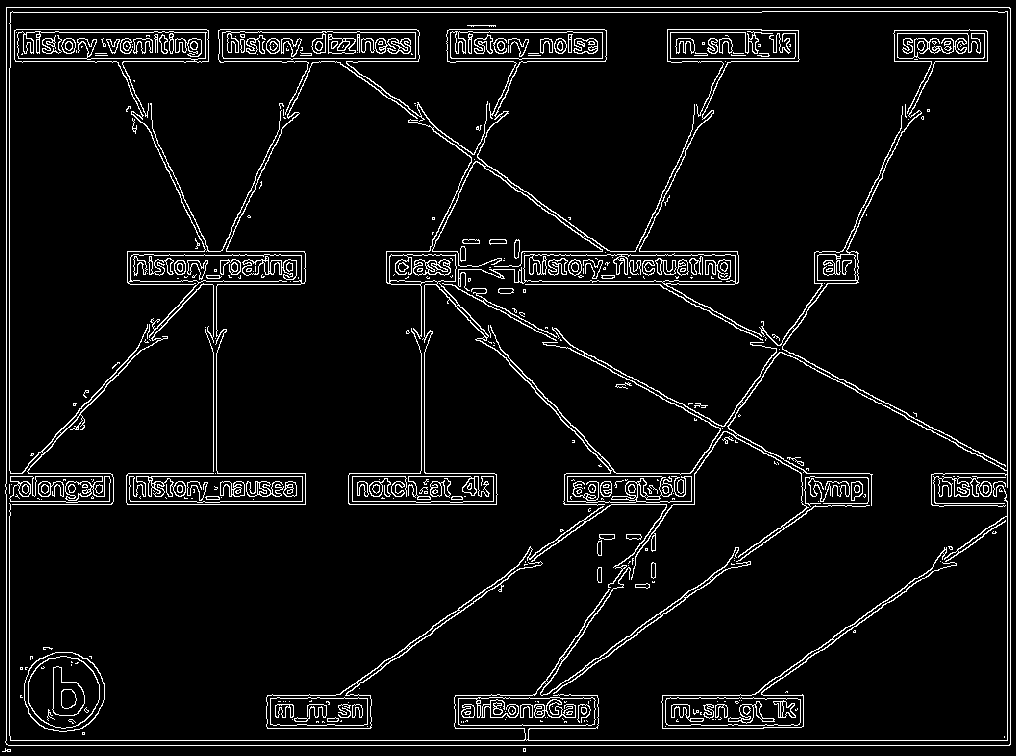 history_vomiting history_dizziness history_noise m_sn_lt_1k speech
history_roaring class history_fluctuating air
rolonged history_nausea notch_at_4k age_gt_60 tymp histor
m_m_sn airBoneGap m_sn_gt_1k
b